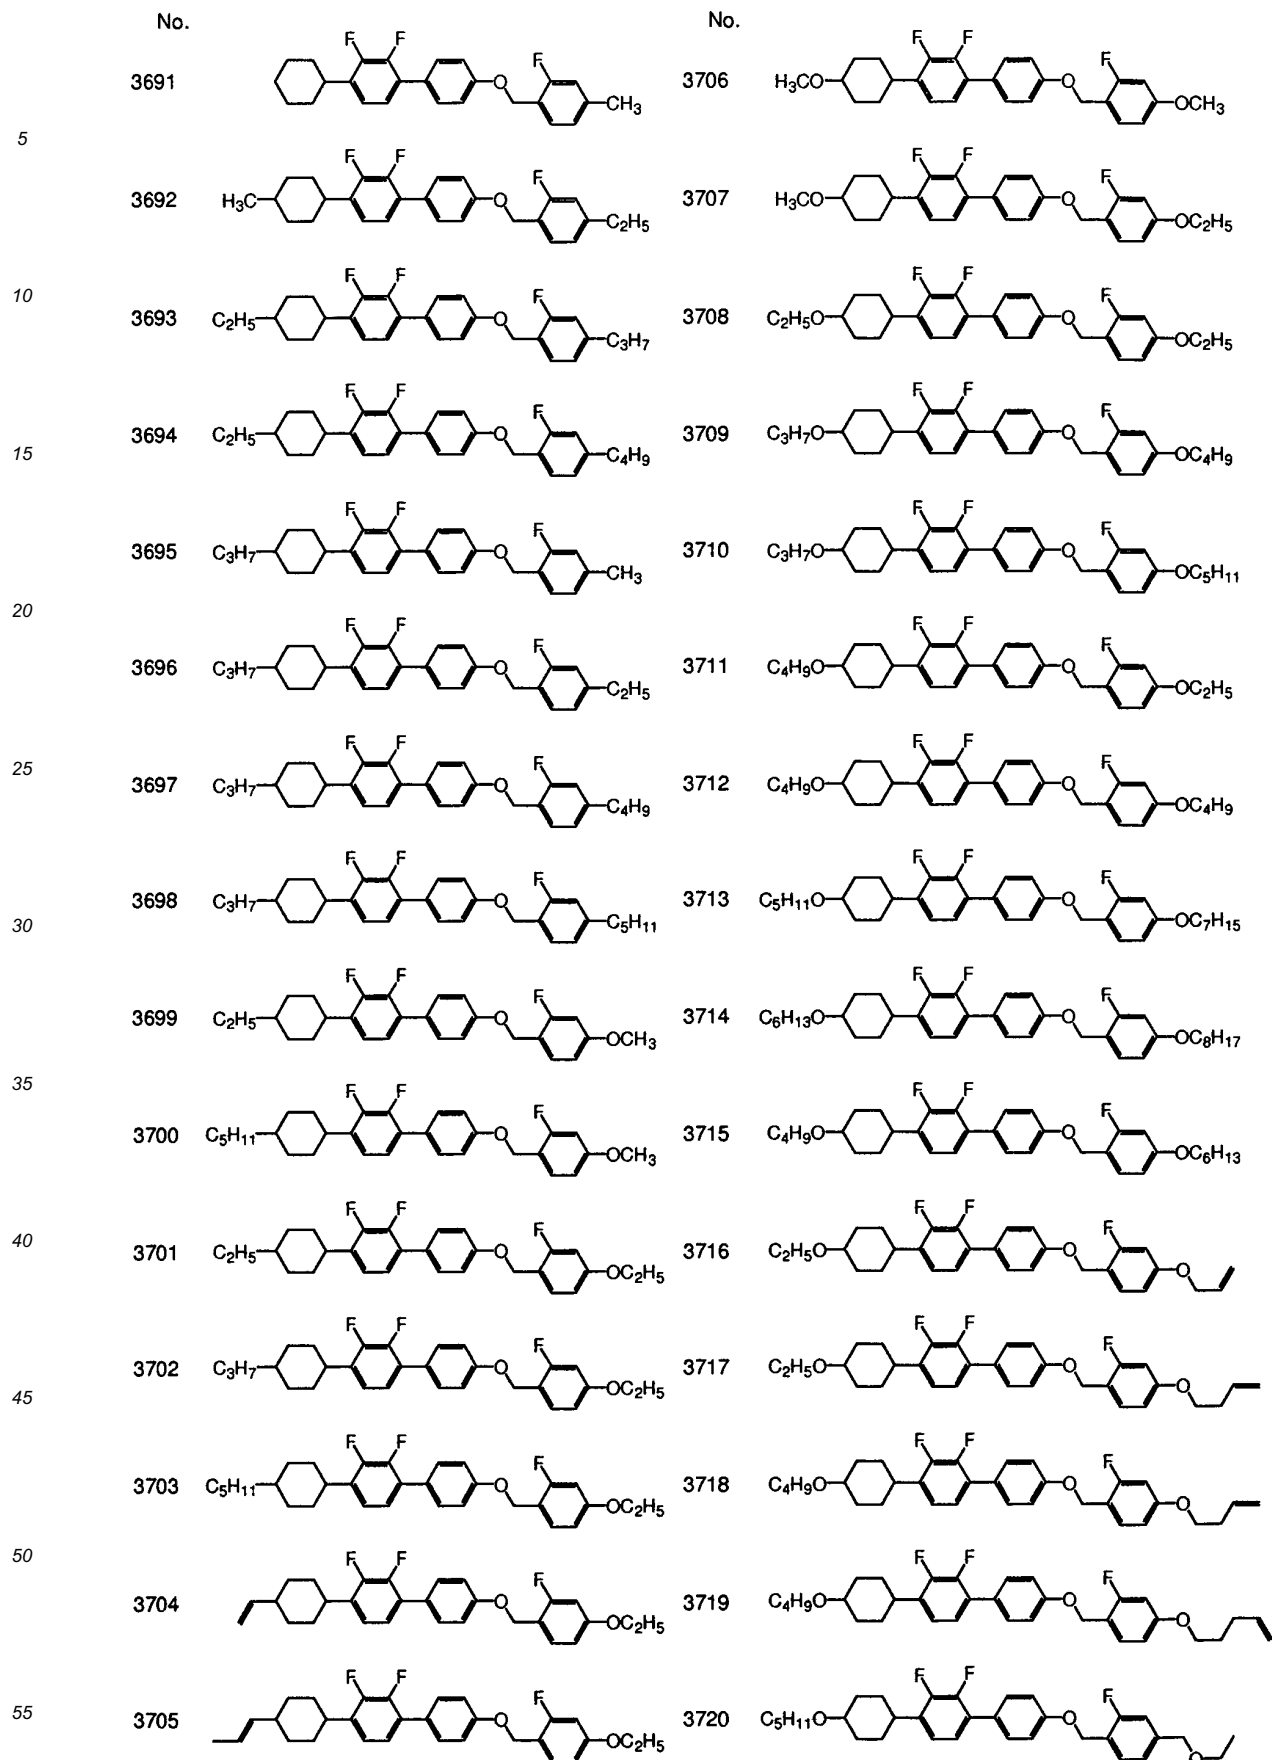 No.
3691 F F O F CH3
3692 H3C F F O F C2H5
3693 C2H5 F F O F C3H7
3694 C2H5 F F O F C4H9
3695 C3H7 F F O F CH3
3696 C3H7 F F O F C2H5
3697 C3H7 F F O F C4H9
3698 C3H7 F F O F C5H11
3699 C2H5 F F O F OCH3
3700 C5H11 F F O F OCH3
3701 C2H5 F F O F OC2H5
3702 C3H7 F F O F OC2H5
3703 C5H11 F F O F OC2H5
3704 F F O F OC2H5
3705 F F O F OC2H5
No.
3706 H3CO F F O F OCH3
3707 H3CO F F O F OC2H5
3708 C2H5O F F O F OC2H5
3709 C3H7O F F O F OC4H9
3710 C3H7O F F O F OC5H11
3711 C4H9O F F O F OC2H5
3712 C4H9O F F O F OC4H9
3713 C5H11O F F O F OC7H15
3714 C6H13O F F O F OC8H17
3715 C4H9O F F O F OC6H13
3716 C2H5O F F O F O
3717 C2H5O F F O F O
3718 C4H9O F F O F O
3719 C4H9O F F O F O
3720 C5H11O F F O F O
5
10
15
20
25
30
35
40
45
50
55